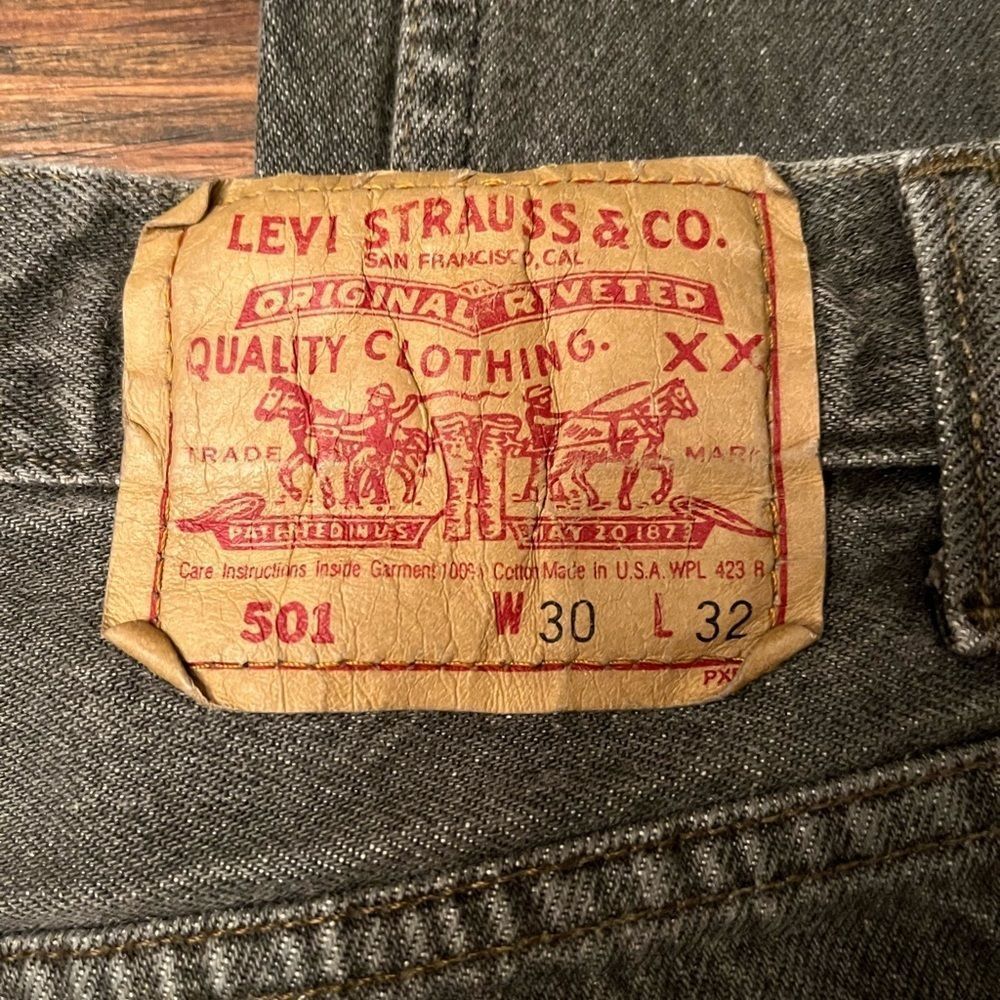 LEVI STRAUSS & CO.
SAN FRANCISCO, CAL
ORIGINAL RIVETED
QUALITY CLOTHING. XX
TRADE MARK
PATENTED IN U.S. MAY 20 1873
Care Instructions Inside Garment 100% Cotton Made in U.S.A. WPL 423 R
501 W 30 L 32